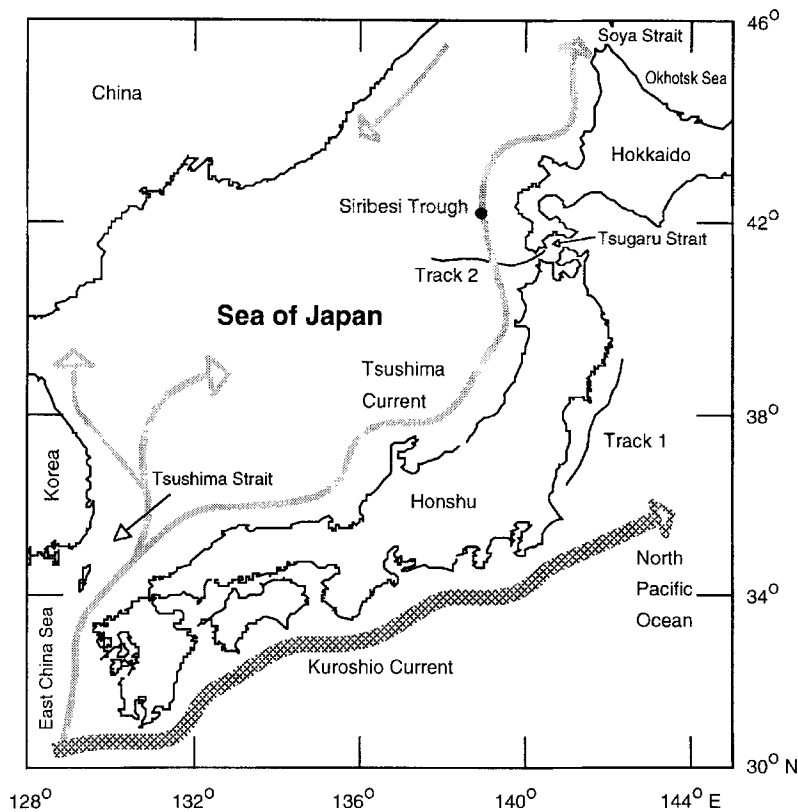 46°
Soya Strait
Okhotsk Sea
China
Hokkaido
Siribesi Trough
42°
Tsugaru Strait
Track 2
Sea of Japan
Tsushima
Current
38°
Track 1
Korea
Tsushima Strait
Honshu
North
Pacific
Ocean
34°
East China Sea
Kuroshio Current
30° N
128°
132°
136°
140°
144° E